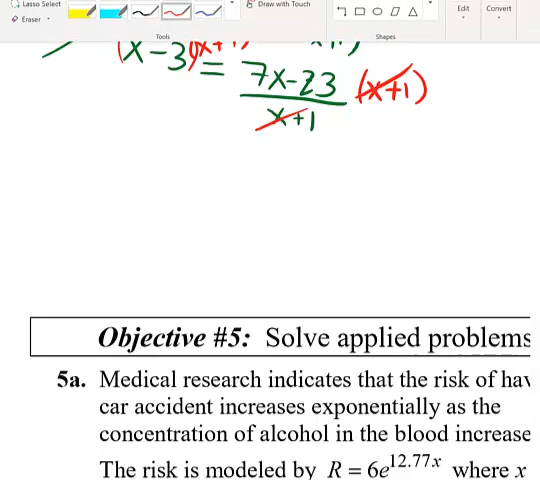 Lasso Select
Eraser
Draw with Touch
Edit
Convert
Tools
Shapes
(x-3)(x+1)
= 7x-23 (x+1)
x+1
Objective #5: Solve applied problems
5a. Medical research indicates that the risk of hav
car accident increases exponentially as the
concentration of alcohol in the blood increase
The risk is modeled by R = 6e^{12.77x} where x